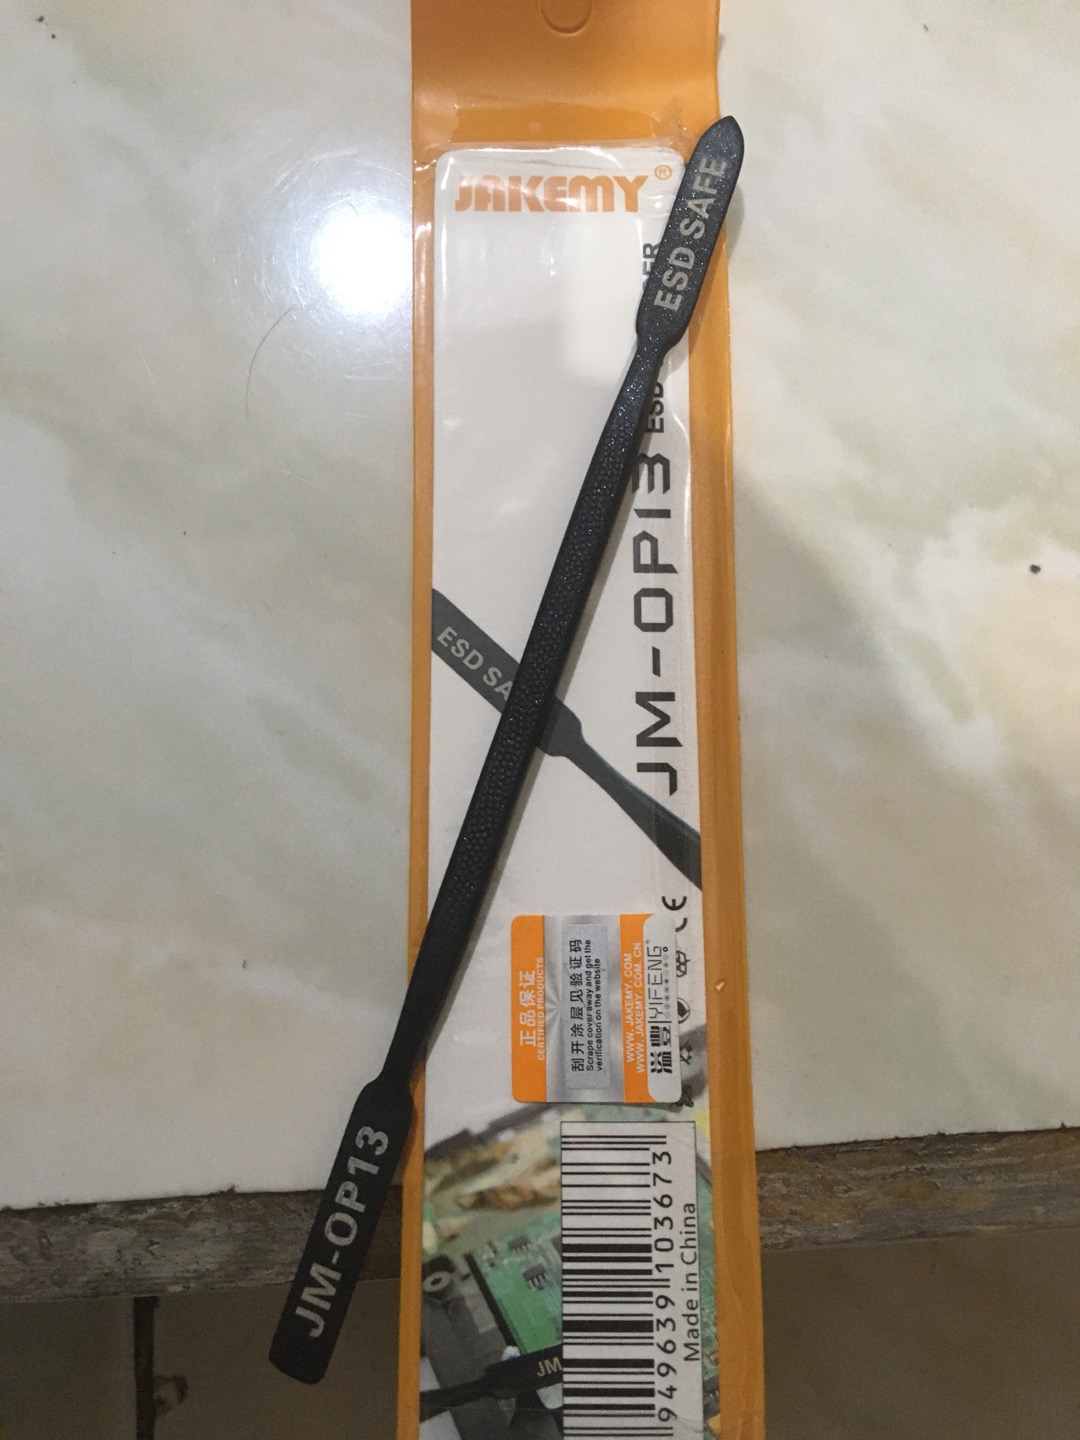 JAKEMY®
ESD SAFE
JM-OP13 ESD
ESD SA
JM-OP13
正品保证
CERTIFIED PRODUCTS
刮开涂层见验证码
Scrape cover away and get the
verification on the website
WWW.JAKEMY.COM
WWW.JAKEMY.COM.CN
YIFENG
CE
949639 103673
Made in China
JM